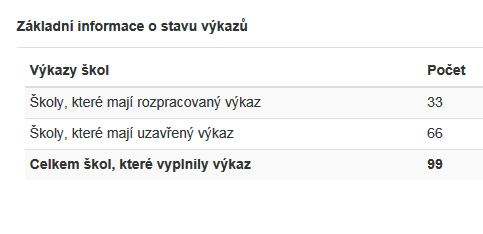 Základní informace o stavu výkazů
Výkazy škol Počet
Školy, které mají rozpracovaný výkaz 33
Školy, které mají uzavřený výkaz 66
Celkem škol, které vyplnily výkaz 99